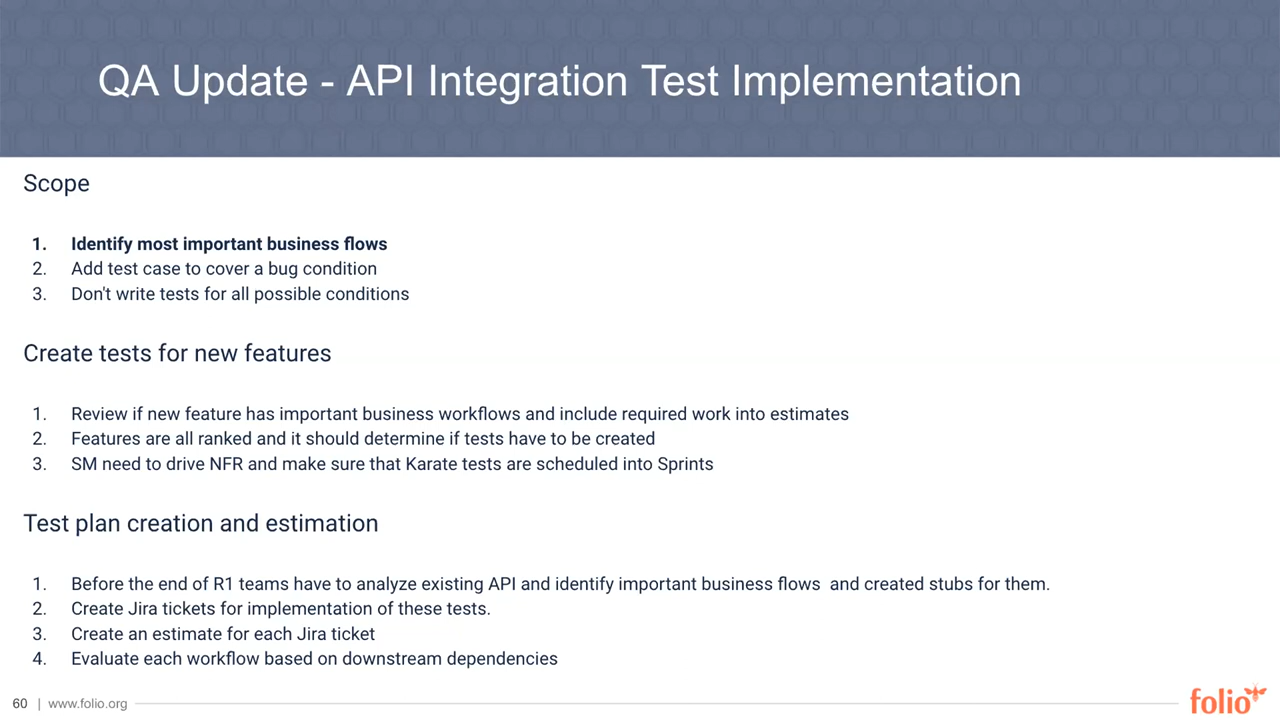 QA Update - API Integration Test Implementation
Scope
1. Identify most important business flows
2. Add test case to cover a bug condition
3. Don't write tests for all possible conditions
Create tests for new features
1. Review if new feature has important business workflows and include required work into estimates
2. Features are all ranked and it should determine if tests have to be created
3. SM need to drive NFR and make sure that Karate tests are scheduled into Sprints
Test plan creation and estimation
1. Before the end of R1 teams have to analyze existing API and identify important business flows and created stubs for them.
2. Create Jira tickets for implementation of these tests.
3. Create an estimate for each Jira ticket
4. Evaluate each workflow based on downstream dependencies
60 | www.folio.org
folio